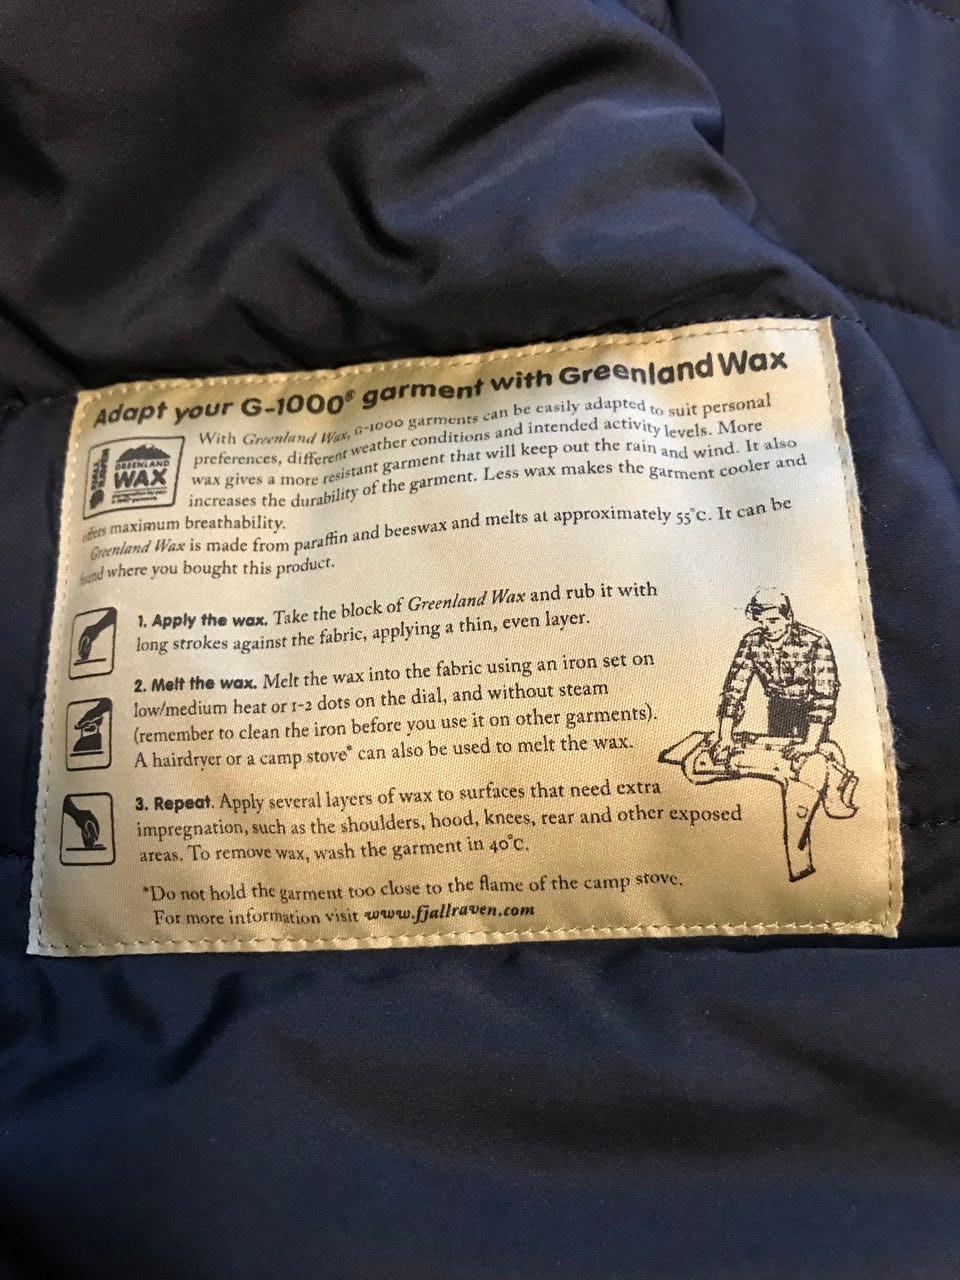 Adapt your G-1000® garment with Greenland Wax
FJÄLL RÄVEN
GREENLAND
WAX
With Greenland Wax, G-1000 garments can be easily adapted to suit personal
preferences, different weather conditions and intended activity levels. More
wax gives a more resistant garment that will keep out the rain and wind. It also
increases the durability of the garment. Less wax makes the garment cooler and
offers maximum breathability.
Greenland Wax is made from paraffin and beeswax and melts at approximately 55°C. It can be
found where you bought this product.
1. Apply the wax. Take the block of Greenland Wax and rub it with
long strokes against the fabric, applying a thin, even layer.
2. Melt the wax. Melt the wax into the fabric using an iron set on
low/medium heat or 1-2 dots on the dial, and without steam
(remember to clean the iron before you use it on other garments).
A hairdryer or a camp stove* can also be used to melt the wax.
3. Repeat. Apply several layers of wax to surfaces that need extra
impregnation, such as the shoulders, hood, knees, rear and other exposed
areas. To remove wax, wash the garment in 40°C.
*Do not hold the garment too close to the flame of the camp stove.
For more information visit www.fjallraven.com